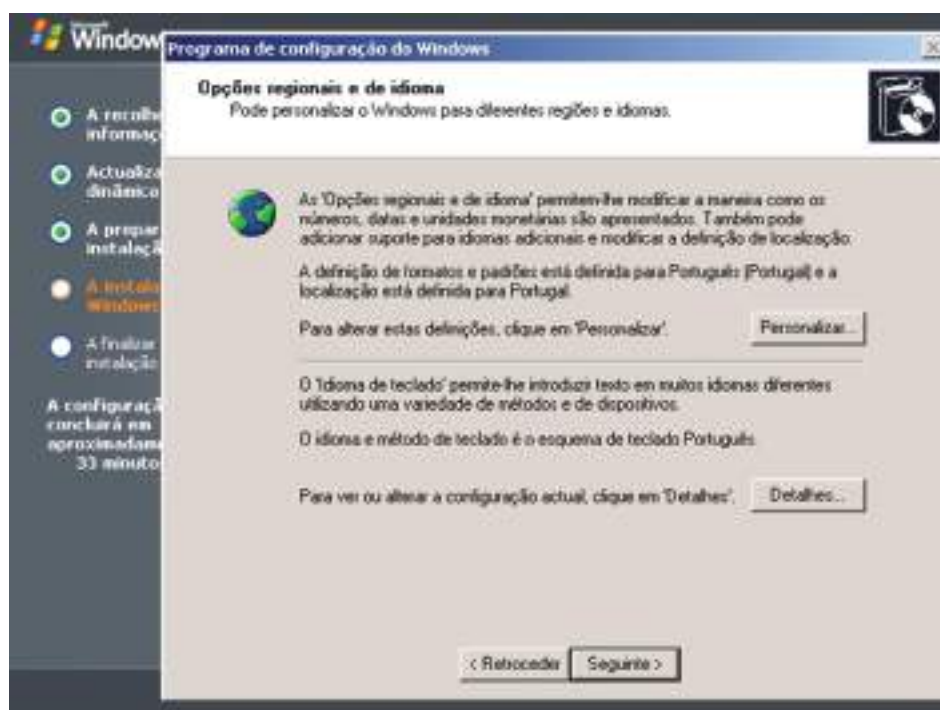 Microsoft
Window
Programa de configuração do Windows
Opções regionais e de idioma
Pode personalizar o Windows para diferentes regiões e idiomas.
A recolhe
informaç
Actualiza
dinâmico
A prepar
instalaçã
A instala
Windows
A finalizar
instalação
A configuraçã
concluirá em
aproximadame
33 minuto
As 'Opções regionais e de idioma' permitem-lhe modificar a maneira como os
números, datas e unidades monetárias são apresentados. Também pode
adicionar suporte para idiomas adicionais e modificar a definição de localização.
A definição de formatos e padrões está definida para Português (Portugal) e a
localização está definida para Portugal.
Para alterar estas definições, clique em 'Personalizar'.
Personalizar...
O 'Idioma de teclado' permite-lhe introduzir texto em muitos idiomas diferentes
utilizando uma variedade de métodos e de dispositivos.
O idioma e método de teclado é o esquema de teclado Português.
Para ver ou alterar a configuração actual, clique em 'Detalhes'.
Detalhes...
< Retroceder
Seguinte >